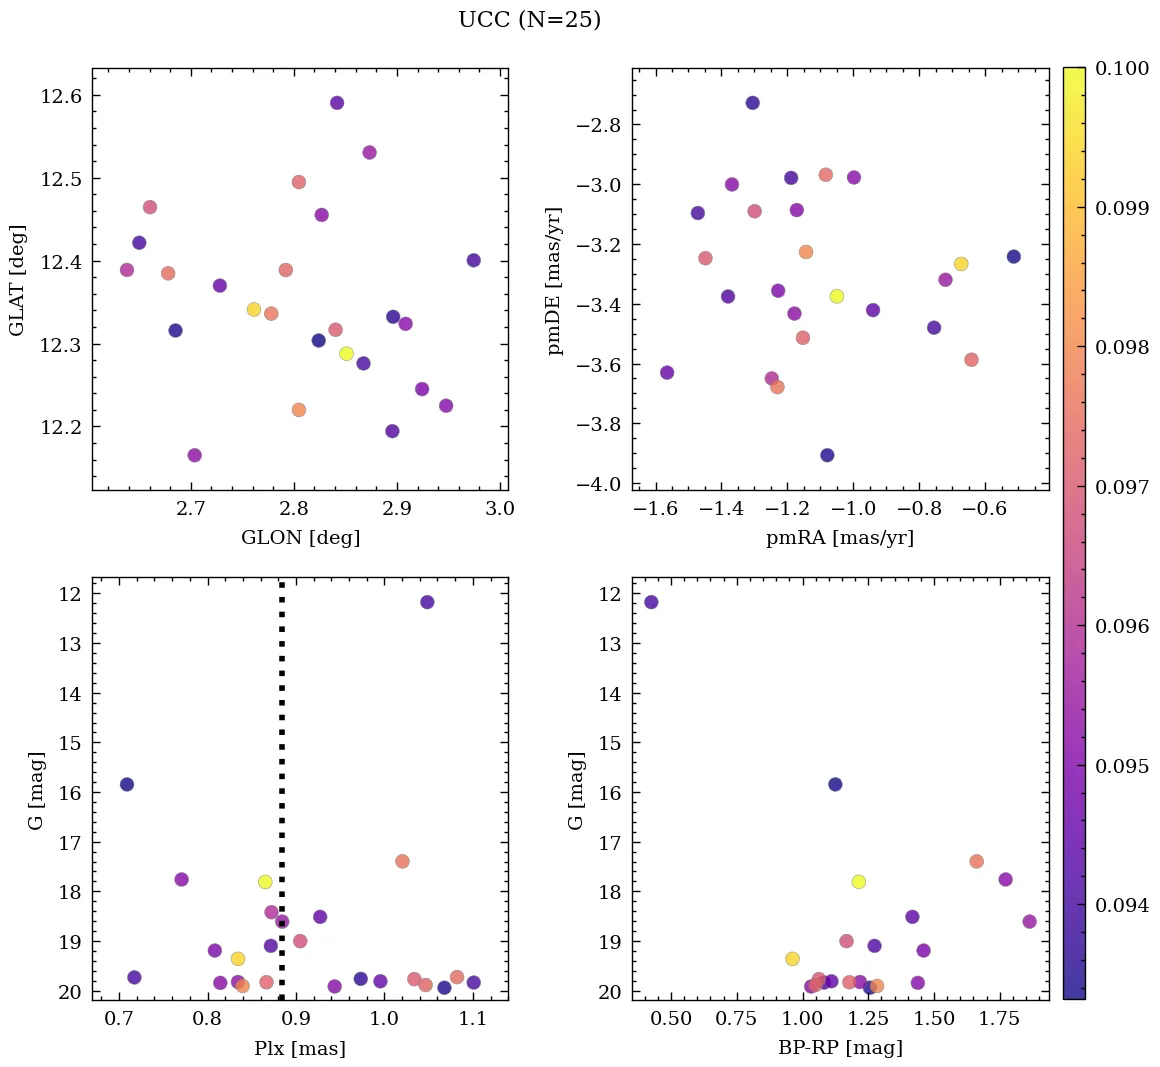 UCC (N=25)
12.6
12.5
12.4
12.3
12.2
GLAT [deg]
2.7 2.8 2.9 3.0
GLON [deg]
−2.8
−3.0
−3.2
−3.4
−3.6
−3.8
−4.0
pmDE [mas/yr]
−1.6 −1.4 −1.2 −1.0 −0.8 −0.6
pmRA [mas/yr]
12
13
14
15
16
17
18
19
20
G [mag]
0.7 0.8 0.9 1.0 1.1
Plx [mas]
12
13
14
15
16
17
18
19
20
G [mag]
0.50 0.75 1.00 1.25 1.50 1.75
BP-RP [mag]
0.100
0.099
0.098
0.097
0.096
0.095
0.094